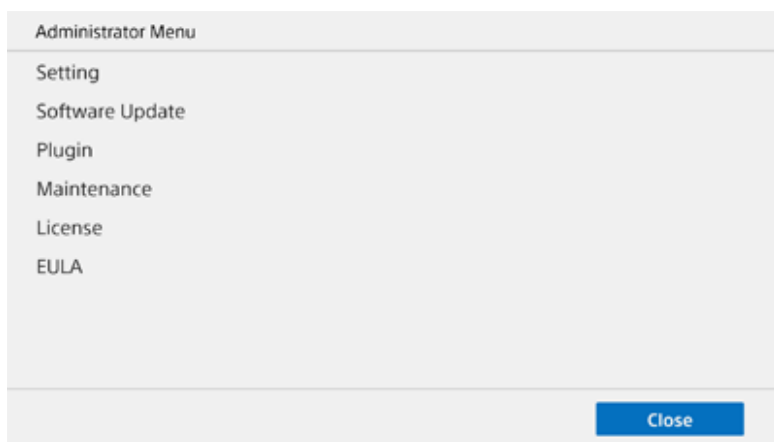 Administrator Menu
Setting
Software Update
Plugin
Maintenance
License
EULA
Close